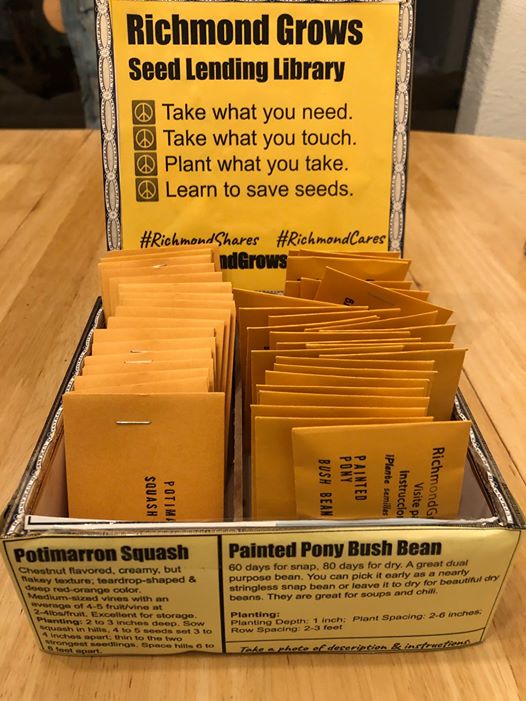 Richmond Grows
Seed Lending Library
Take what you need.
Take what you touch.
Plant what you take.
Learn to save seeds.
#RichmondShares #RichmondCares
ndGrows
POTIM
SQUASH
PAINTED
PONY
BUSH BEAN
RichmondG
Visite p
Instruccio
¡Plante semillas
Potimarron Squash
Chestnut flavored, creamy, but
flakey texture; teardrop-shaped &
deep red-orange color.
Medium-sized vines with an
average of 4-5 fruit/vine at
2-4lbs/fruit. Excellent for storage.
Planting: 2 to 3 inches deep. Sow
squash in hills, 4 to 5 seeds set 3 to
4 inches apart; thin to the two
strongest seedlings. Space hills 6 to
8 feet apart.
Painted Pony Bush Bean
60 days for snap, 80 days for dry. A great dual
purpose bean. You can pick it early as a nearly
stringless snap bean or leave it to dry for beautiful dry
beans. They are great for soups and chili.
Planting:
Planting Depth: 1 inch; Plant Spacing: 2-6 inches;
Row Spacing: 2-3 feet
Take a photo of description & instructions.